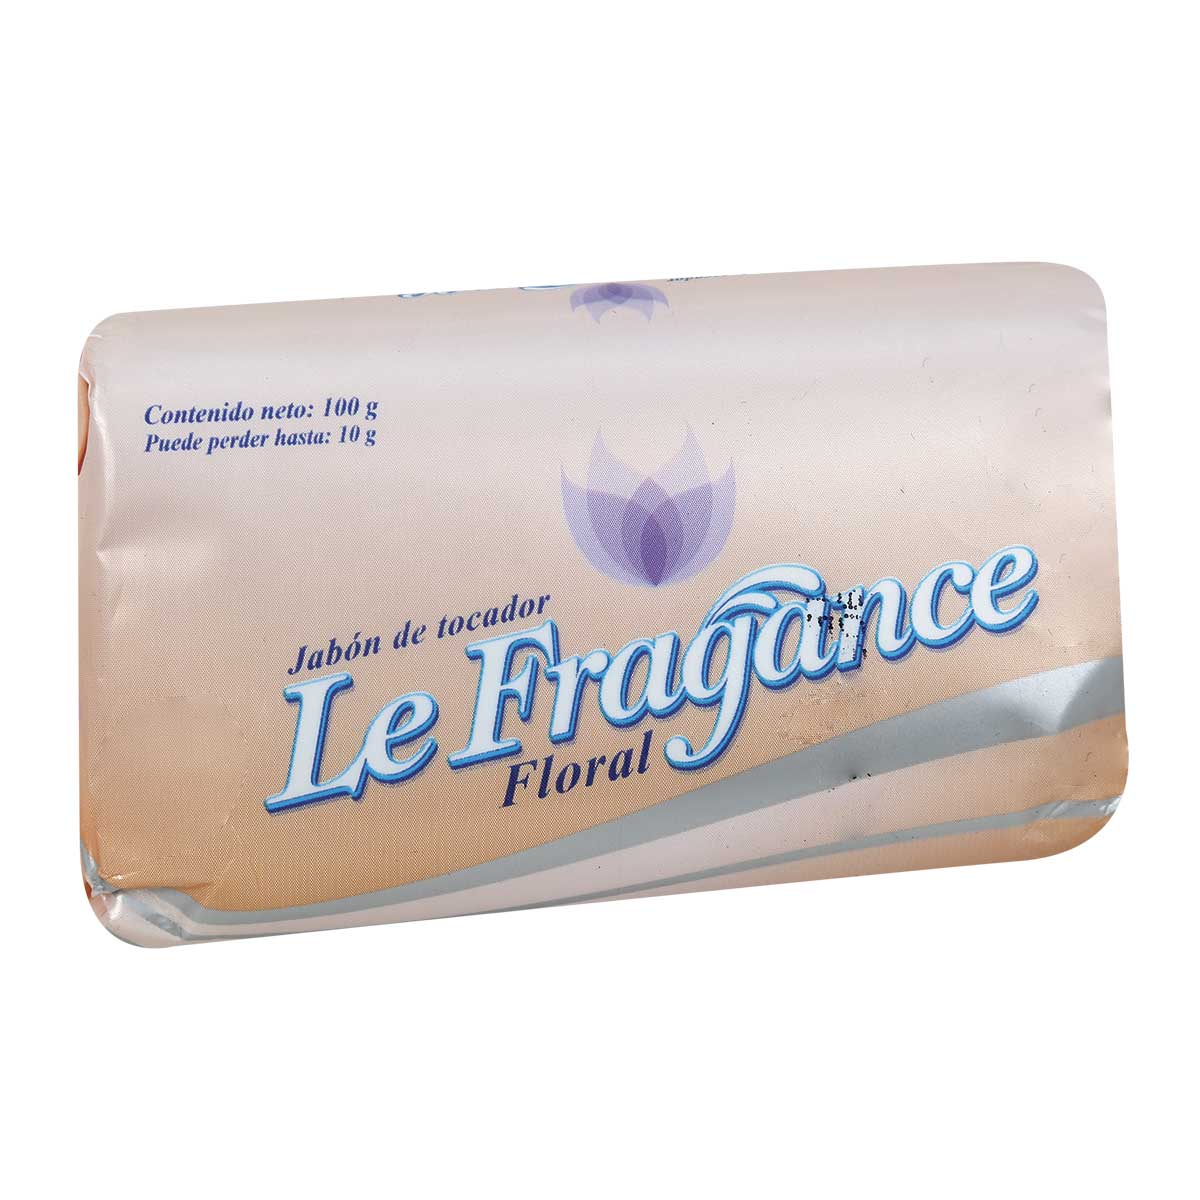 Contenido neto: 100 g
Puede perder hasta: 10 g
Jabón de tocador
Le Fragance
Floral